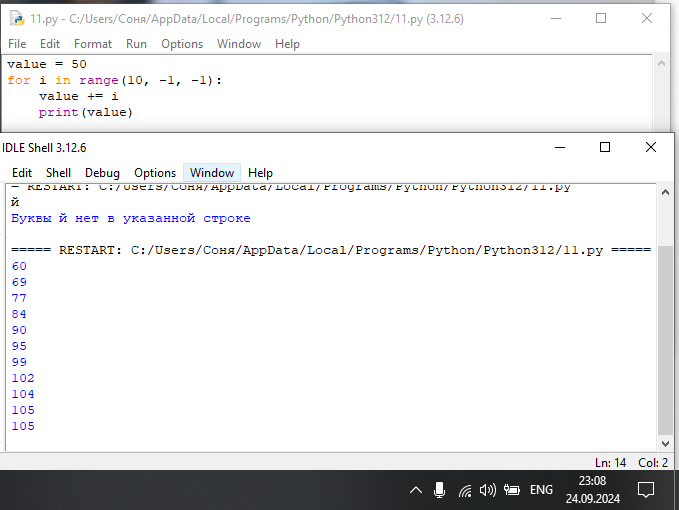 11.py - C:/Users/Соня/AppData/Local/Programs/Python/Python312/11.py (3.12.6)
File Edit Format Run Options Window Help
value = 50
for i in range(10, -1, -1):
    value += i
    print(value)
IDLE Shell 3.12.6
Edit Shell Debug Options Window Help
= RESTART: C:/Users/Соня/AppData/Local/Programs/Python/Python312/11.py
й
Буквы й нет в указанной строке
===== RESTART: C:/Users/Соня/AppData/Local/Programs/Python/Python312/11.py =====
60
69
77
84
90
95
99
102
104
105
105
Ln: 14 Col: 2
ENG
23:08
24.09.2024